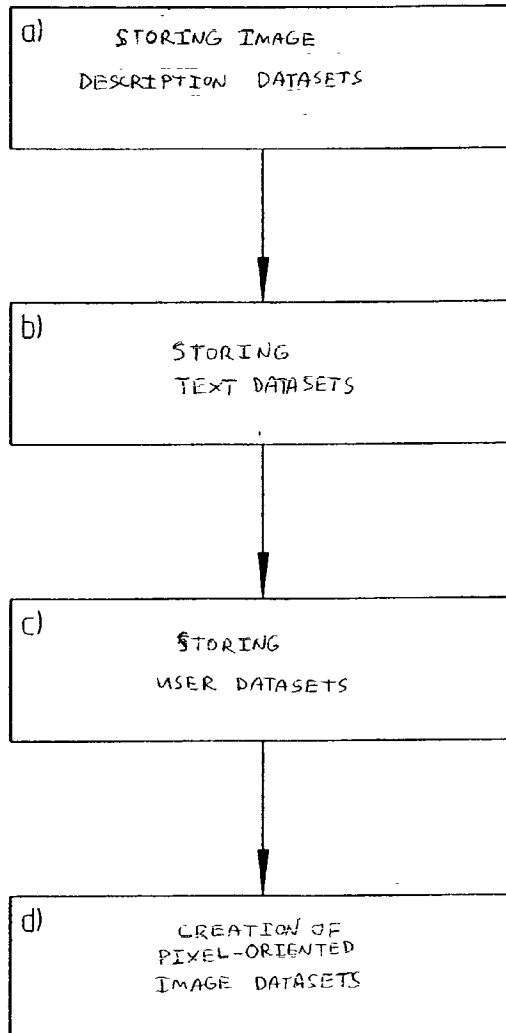 a) STORING IMAGE
DESCRIPTION DATASETS
b) STORING
TEXT DATASETS
c) STORING
USER DATASETS
d) CREATION OF
PIXEL-ORIENTED
IMAGE DATASETS